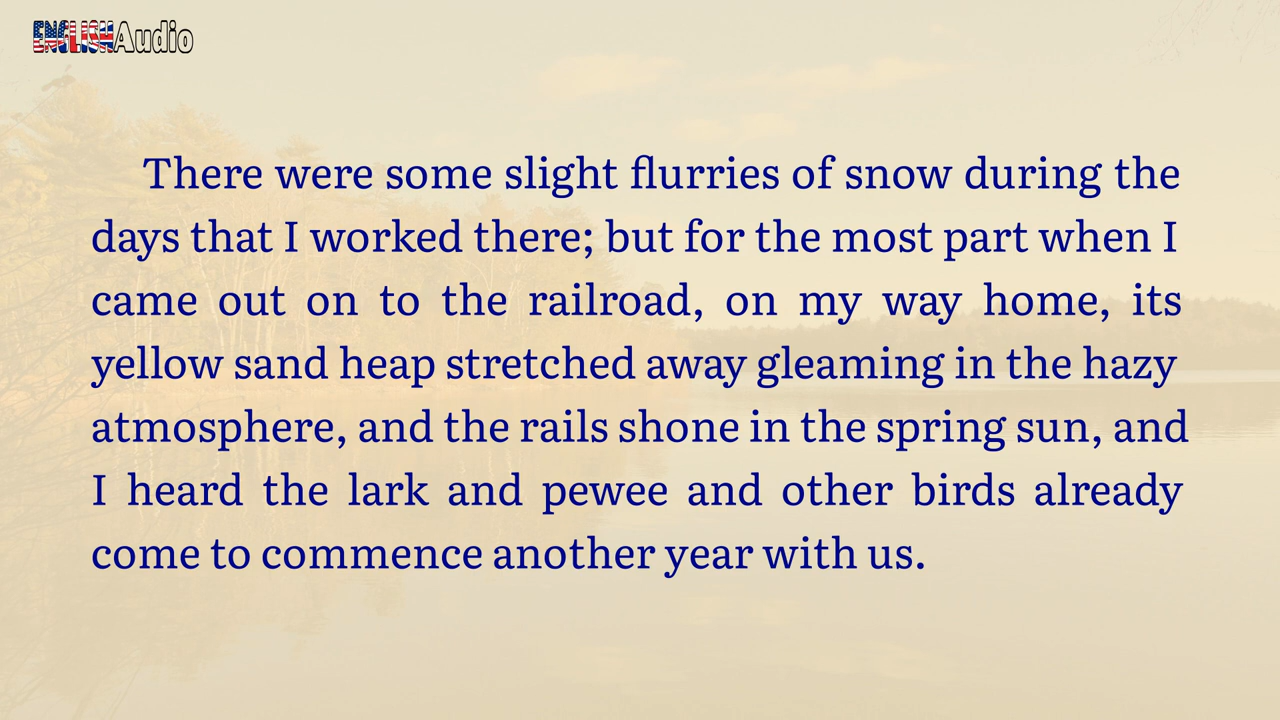 ENGLISHAudio
There were some slight flurries of snow during the
days that I worked there; but for the most part when I
came out on to the railroad, on my way home, its
yellow sand heap stretched away gleaming in the hazy
atmosphere, and the rails shone in the spring sun, and
I heard the lark and pewee and other birds already
come to commence another year with us.